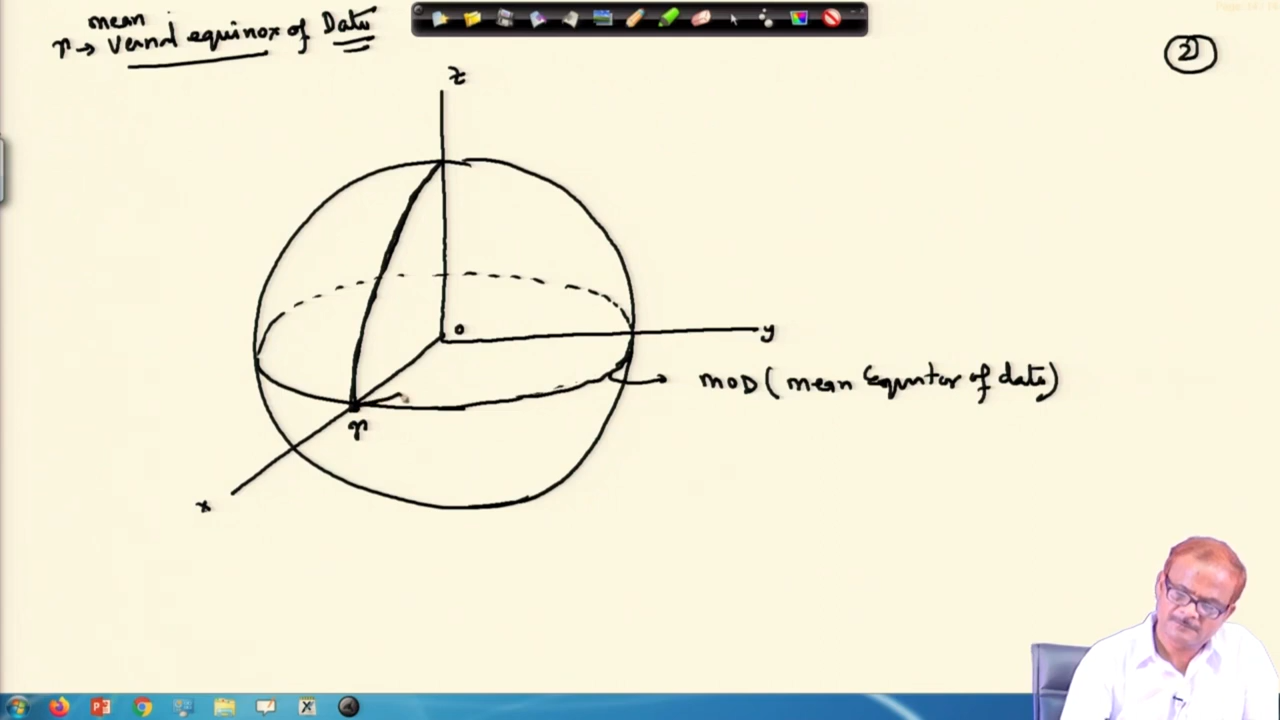 mean
γ → Vernal equinox of Date
2
z
o
y
MOD (mean Equator of date)
γ
x